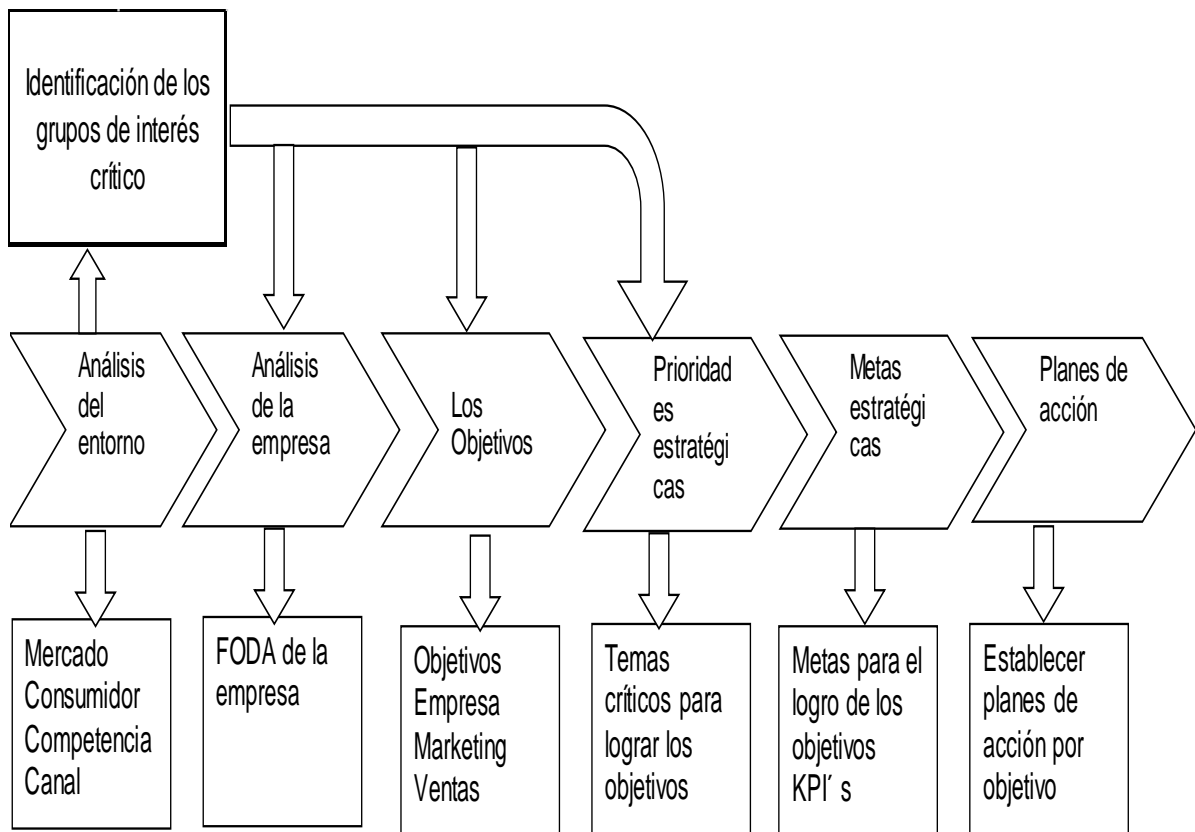 Identificación de los
grupos de interés
crítico
Análisis
del
entorno
Análisis
de la
empresa
Los
Objetivos
Prioridad
es
estratégi
cas
Metas
estratégi
cas
Planes de
acción
Mercado
Consumidor
Competencia
Canal
FODA de la
empresa
Objetivos
Empresa
Marketing
Ventas
Temas
críticos para
lograr los
objetivos
Metas para el
logro de los
objetivos
KPI´ s
Establecer
planes de
acción por
objetivo